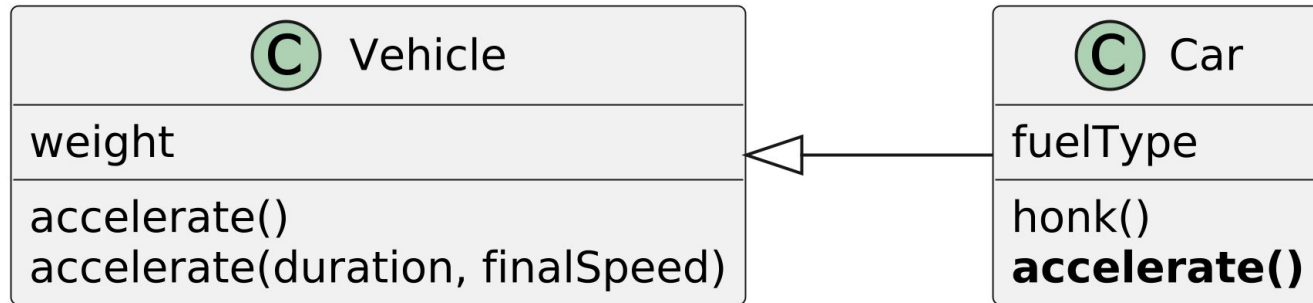 C Vehicle
weight
accelerate()
accelerate(duration, finalSpeed)
C Car
fuelType
honk()
accelerate()